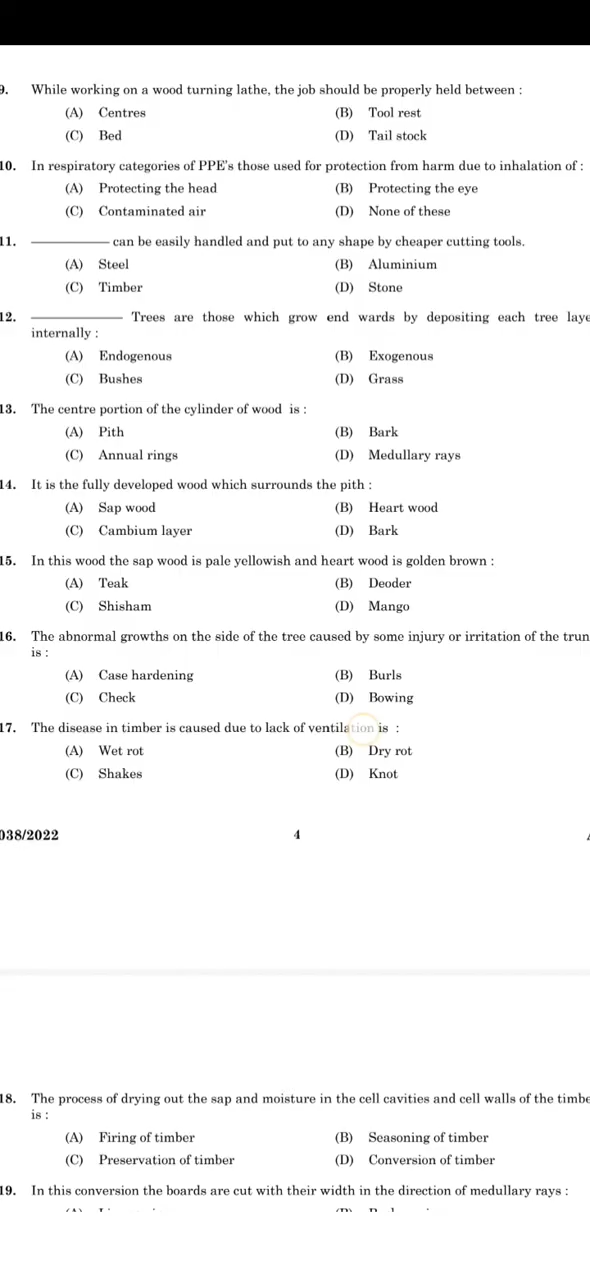 9. While working on a wood turning lathe, the job should be properly held between :
(A) Centres (B) Tool rest
(C) Bed (D) Tail stock
10. In respiratory categories of PPE's those used for protection from harm due to inhalation of :
(A) Protecting the head (B) Protecting the eye
(C) Contaminated air (D) None of these
11. ————— can be easily handled and put to any shape by cheaper cutting tools.
(A) Steel (B) Aluminium
(C) Timber (D) Stone
12. ————— Trees are those which grow end wards by depositing each tree laye
internally :
(A) Endogenous (B) Exogenous
(C) Bushes (D) Grass
13. The centre portion of the cylinder of wood is :
(A) Pith (B) Bark
(C) Annual rings (D) Medullary rays
14. It is the fully developed wood which surrounds the pith :
(A) Sap wood (B) Heart wood
(C) Cambium layer (D) Bark
15. In this wood the sap wood is pale yellowish and heart wood is golden brown :
(A) Teak (B) Deoder
(C) Shisham (D) Mango
16. The abnormal growths on the side of the tree caused by some injury or irritation of the trun
is :
(A) Case hardening (B) Burls
(C) Check (D) Bowing
17. The disease in timber is caused due to lack of ventilation is :
(A) Wet rot (B) Dry rot
(C) Shakes (D) Knot
038/2022 4
18. The process of drying out the sap and moisture in the cell cavities and cell walls of the timbe
is :
(A) Firing of timber (B) Seasoning of timber
(C) Preservation of timber (D) Conversion of timber
19. In this conversion the boards are cut with their width in the direction of medullary rays :